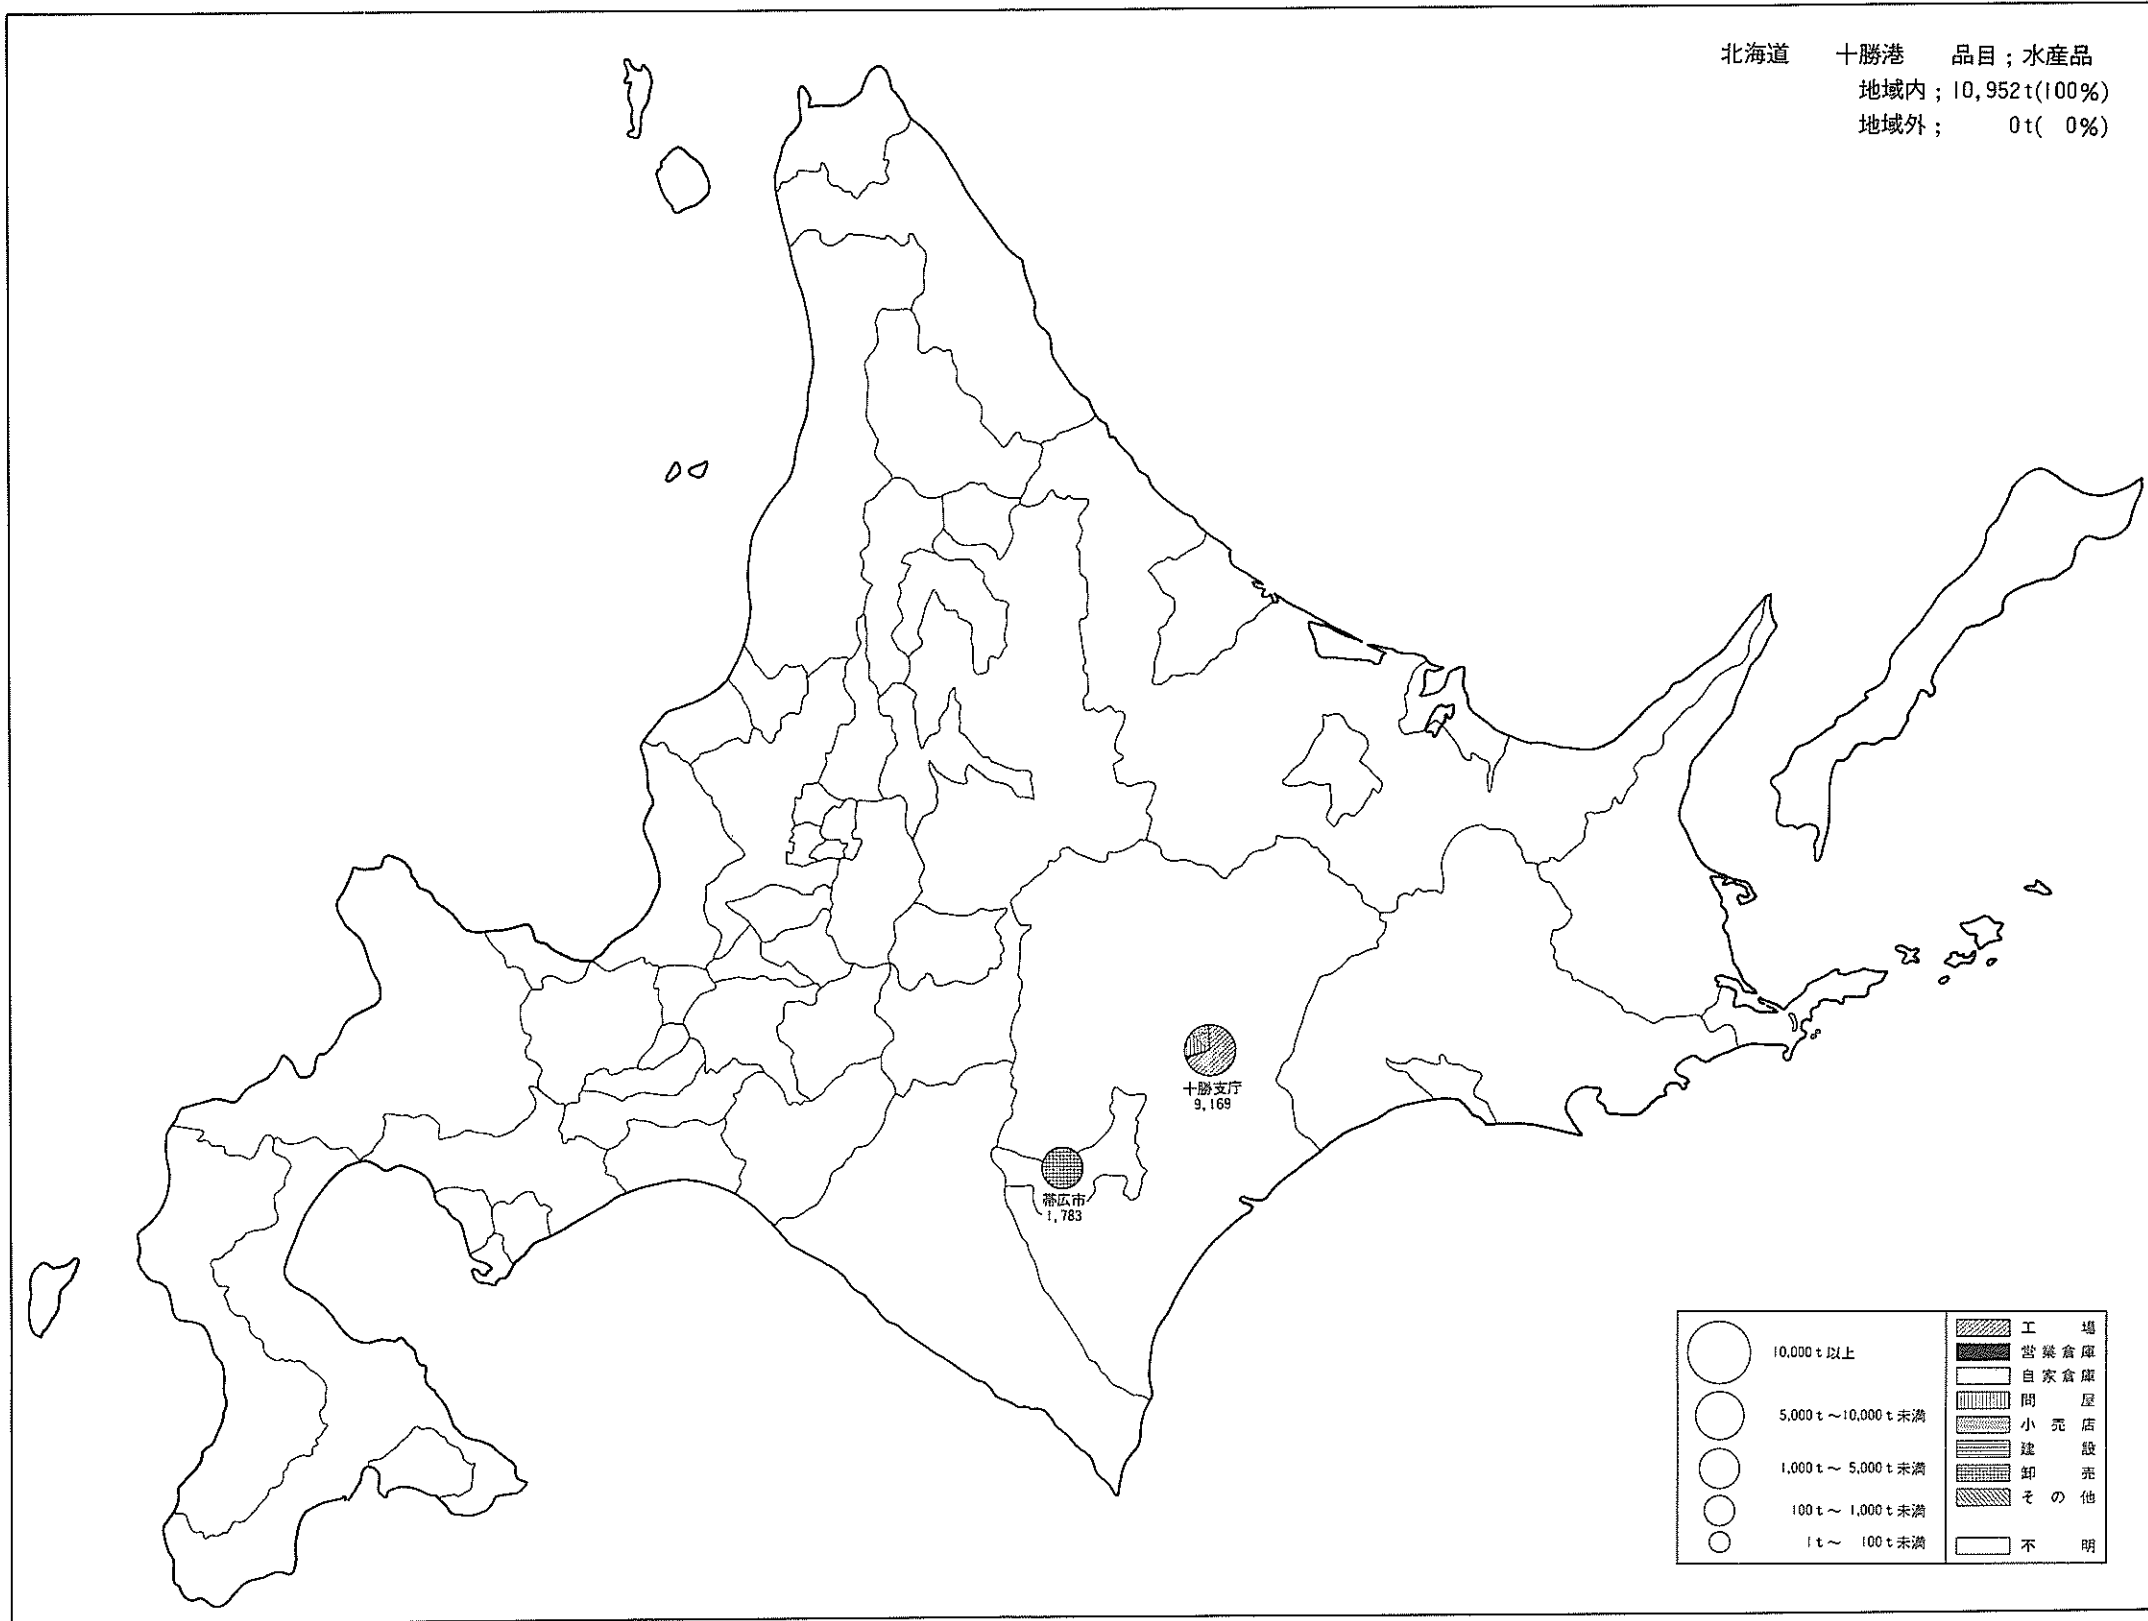 北海道 十勝港 品目;水産品
地域内;10,952t(100%)
地域外; 0t( 0%)
十勝支庁
9,169
帯広市
1,783
10,000t以上
5,000t~10,000t未満
1,000t~ 5,000t未満
100t~ 1,000t未満
1t~ 100t未満
工場
営業倉庫
自家倉庫
問屋
小売店
建設
卸売
その他
不明